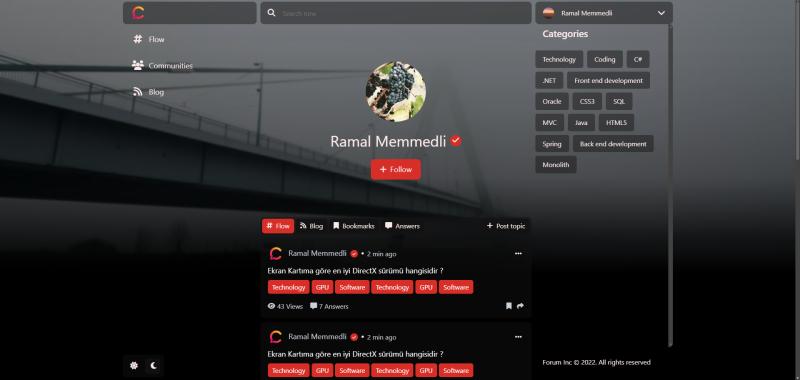 Search now
Ramal Memmedli
Flow
Communities
Blog
Ramal Memmedli
Follow
Categories
Technology
Coding
C#
.NET
Front end development
Oracle
CSS3
SQL
MVC
Java
HTML5
Spring
Back end development
Monolith
Flow
Blog
Bookmarks
Answers
Post topic
Ramal Memmedli • 2 min ago
Ekran Kartıma göre en iyi DirectX sürümü hangisidir ?
Technology GPU Software Technology GPU Software
43 Views 7 Answers
Ramal Memmedli • 2 min ago
Ekran Kartıma göre en iyi DirectX sürümü hangisidir ?
Technology GPU Software Technology GPU Software
Forum Inc © 2022. All rights reserved